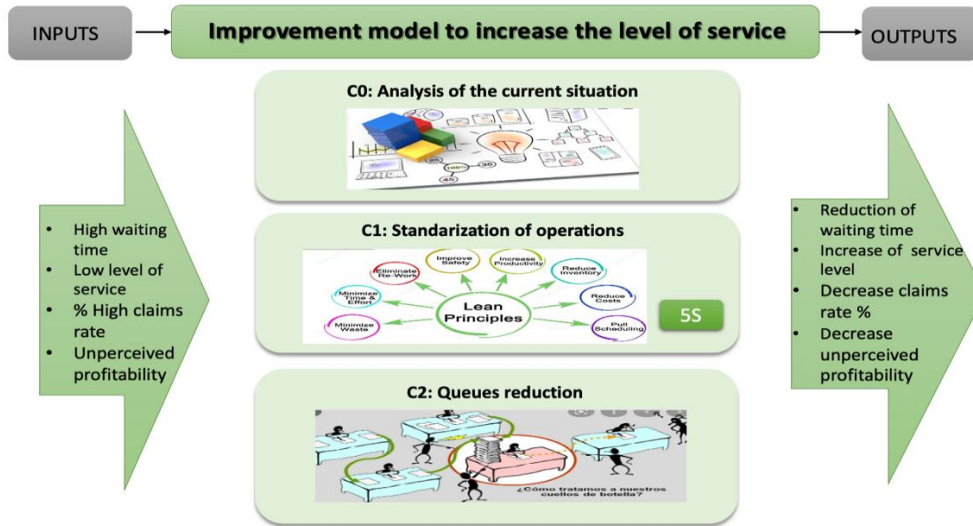 INPUTS
Improvement model to increase the level of service
OUTPUTS
C0: Analysis of the current situation
100%
30
45
C1: Standarization of operations
Improve
Safety
Increase
Productivity
Eliminate
Re-Work
Reduce
Inventory
Minimize
Time &
Effort
Lean
Principles
Reduce
Costs
Minimize
Waste
Pull
Scheduling
5S
C2: Queues reduction
¿Cómo tratamos a nuestros
cuellos de botella?
• High waiting
time
• Low level of
service
• % High claims
rate
• Unperceived
profitability
• Reduction of
waiting time
• Increase of service
level
• Decrease claims
rate %
• Decrease
unperceived
profitability